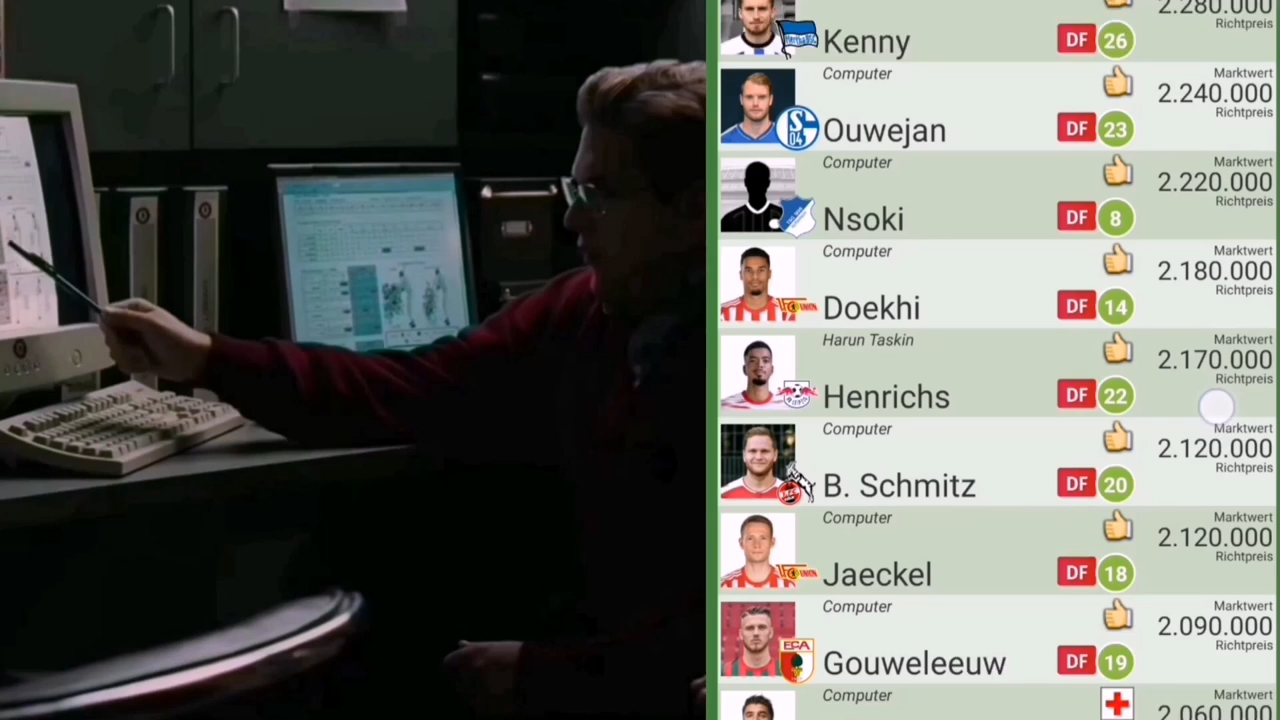 2.280.000
Richtpreis
Kenny
DF 26
Computer
Marktwert
2.240.000
Richtpreis
Ouwejan
DF 23
Computer
Marktwert
2.220.000
Richtpreis
Nsoki
DF 8
Computer
Marktwert
2.180.000
Richtpreis
Doekhi
DF 14
Harun Taskin
Marktwert
2.170.000
Richtpreis
Henrichs
DF 22
Computer
Marktwert
2.120.000
Richtpreis
B. Schmitz
DF 20
Computer
Marktwert
2.120.000
Richtpreis
Jaeckel
DF 18
Computer
Marktwert
2.090.000
Richtpreis
Gouweleeuw
DF 19
Computer
Marktwert
2.060.000